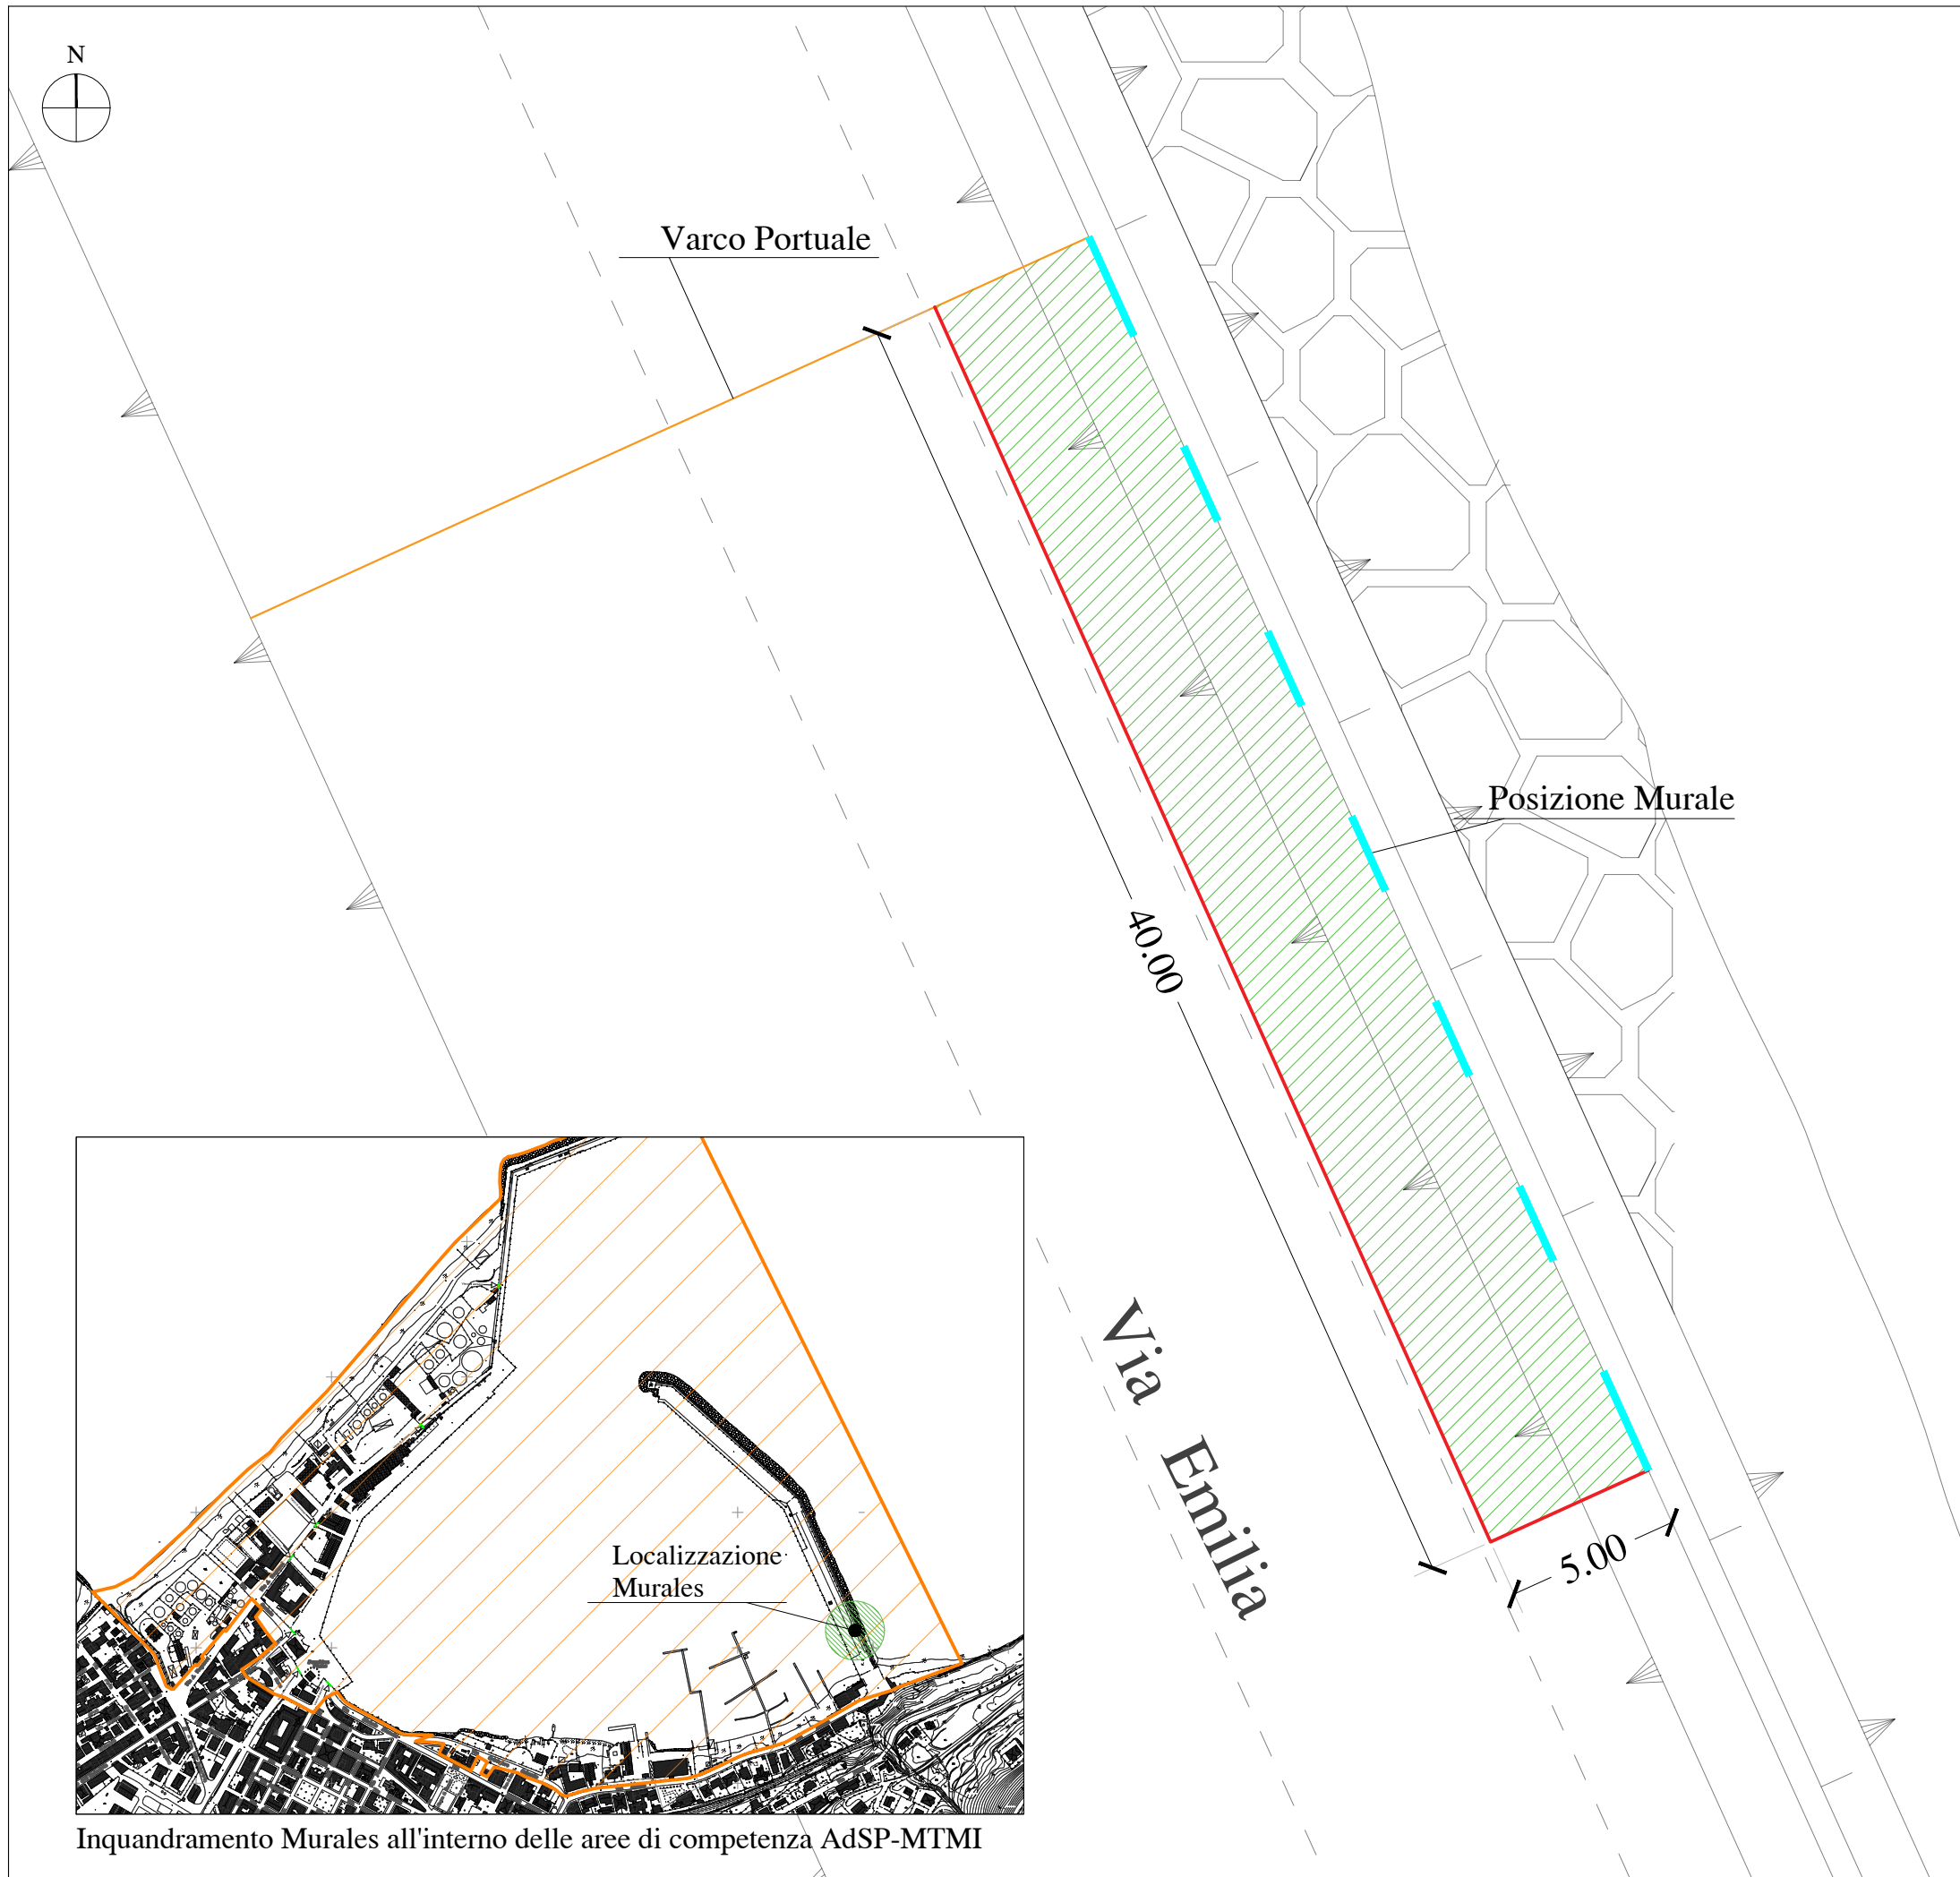 N
Varco Portuale
Posizione Murale
40.00
Via Emilia
5.00
Localizzazione
Murales
Inquandramento Murales all'interno delle aree di competenza AdSP-MTMI